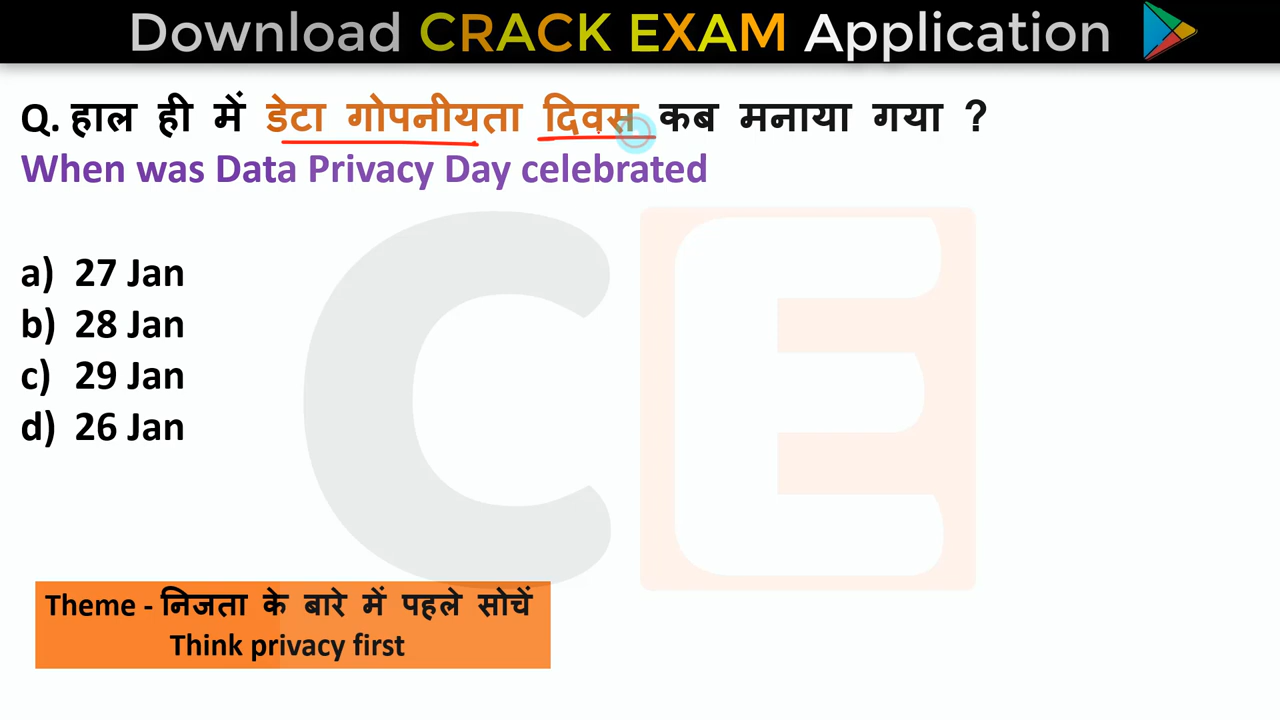 Download CRACK EXAM Application
Q. हाल ही में डेटा गोपनीयता दिवस कब मनाया गया ?
When was Data Privacy Day celebrated
a) 27 Jan
b) 28 Jan
c) 29 Jan
d) 26 Jan
CE
Theme - निजता के बारे में पहले सोचें
Think privacy first